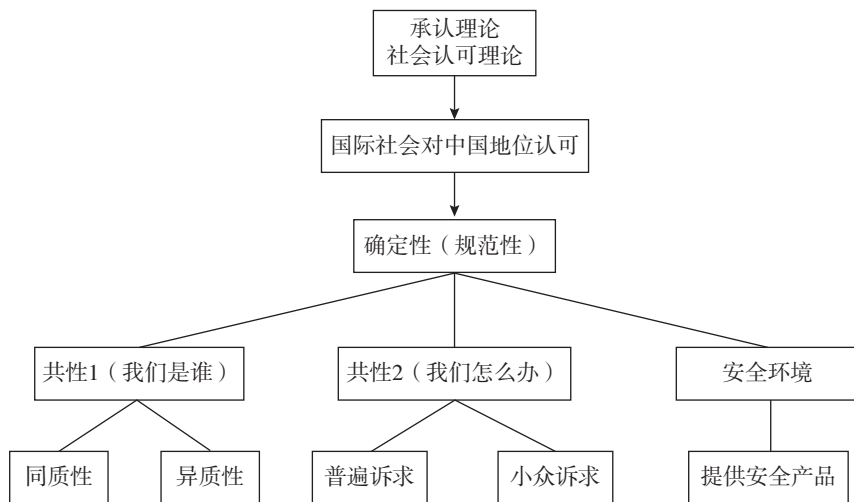 承认理论
社会认可理论
国际社会对中国地位认可
确定性（规范性）
共性1（我们是谁）
共性2（我们怎么办）
安全环境
同质性
异质性
普遍诉求
小众诉求
提供安全产品